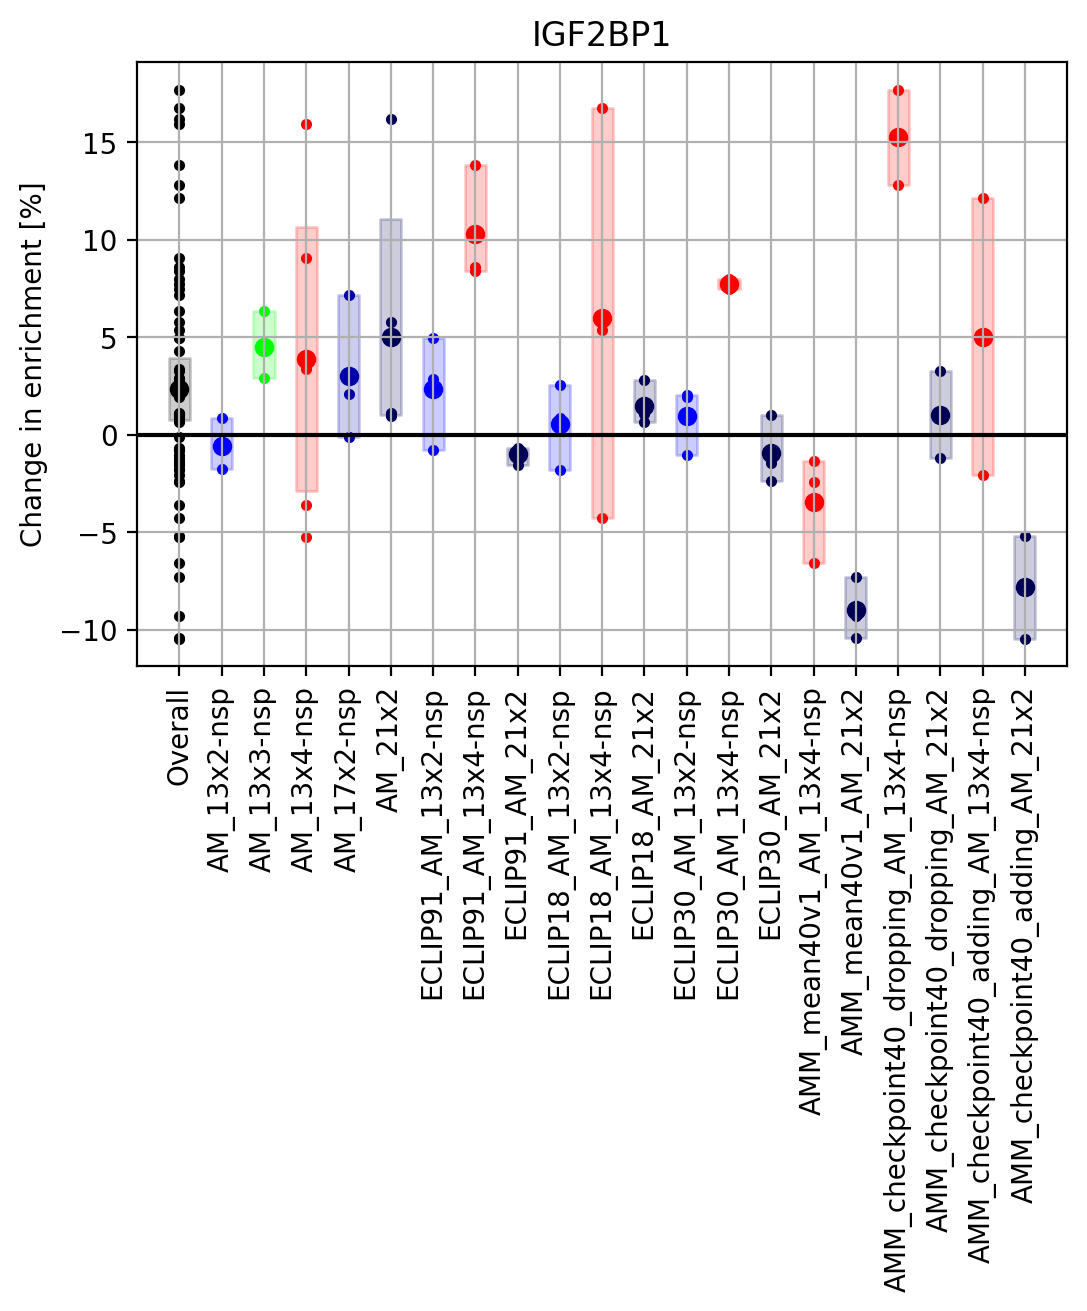 IGF2BP1
Change in enrichment [%]
15
10
5
0
−5
−10
Overall
AM_13x2-nsp
AM_13x3-nsp
AM_13x4-nsp
AM_17x2-nsp
AM_21x2
ECLIP91_AM_13x2-nsp
ECLIP91_AM_13x4-nsp
ECLIP91_AM_21x2
ECLIP18_AM_13x2-nsp
ECLIP18_AM_13x4-nsp
ECLIP18_AM_21x2
ECLIP30_AM_13x2-nsp
ECLIP30_AM_13x4-nsp
ECLIP30_AM_21x2
AMM_mean40v1_AM_13x4-nsp
AMM_mean40v1_AM_21x2
AMM_checkpoint40_dropping_AM_13x4-nsp
AMM_checkpoint40_dropping_AM_21x2
AMM_checkpoint40_adding_AM_13x4-nsp
AMM_checkpoint40_adding_AM_21x2